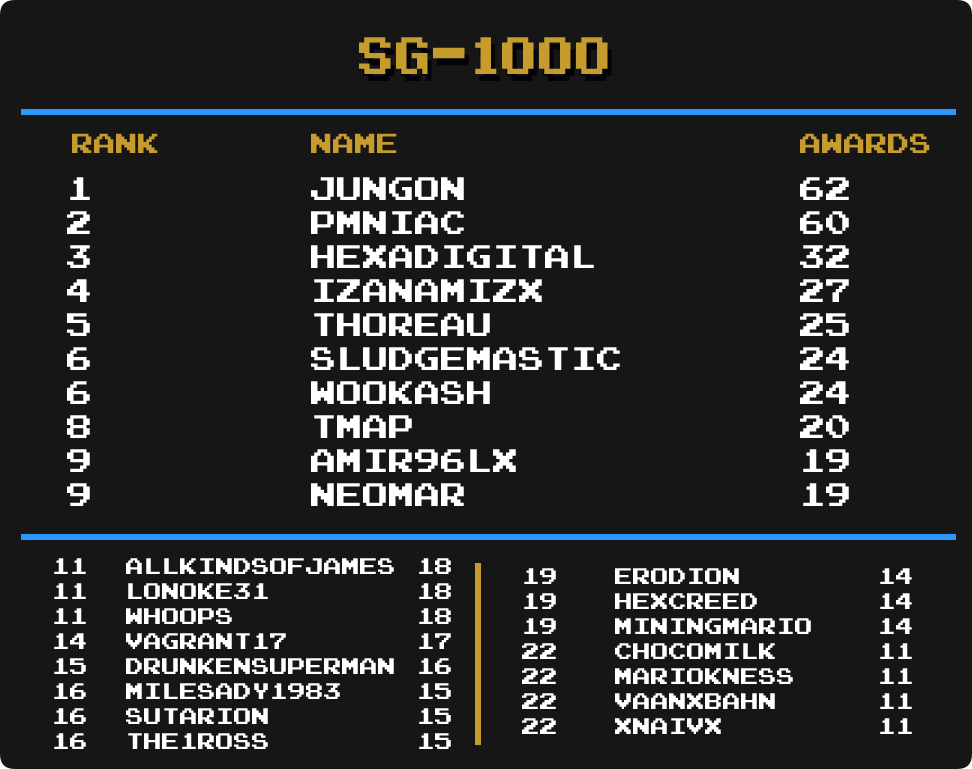 SG-1000
RANK NAME AWARDS
1 JUNGON 62
2 PMNIAC 60
3 HEXADIGITAL 32
4 IZANAMIZX 27
5 THOREAU 25
6 SLUDGEMASTIC 24
6 WOOKASH 24
8 TMAP 20
9 AMIR96LX 19
9 NEOMAR 19
11 ALLKINDSOFJAMES 18
11 LONOKE31 18
11 WHOOPS 18
14 VAGRANT17 17
15 DRUNKENSUPERMAN 16
16 MILESADY1983 15
16 SUTARION 15
16 THE1ROSS 15
19 ERODION 14
19 HEXCREED 14
19 MININGMARIO 14
22 CHOCOMILK 11
22 MARIOKNESS 11
22 VAANXBAHN 11
22 XNAIVX 11